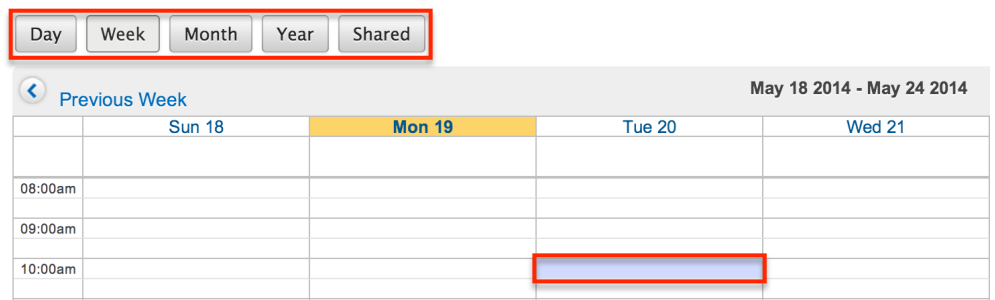 Day Week Month Year Shared
Previous Week May 18 2014 - May 24 2014
Sun 18 Mon 19 Tue 20 Wed 21
08:00am
09:00am
10:00am